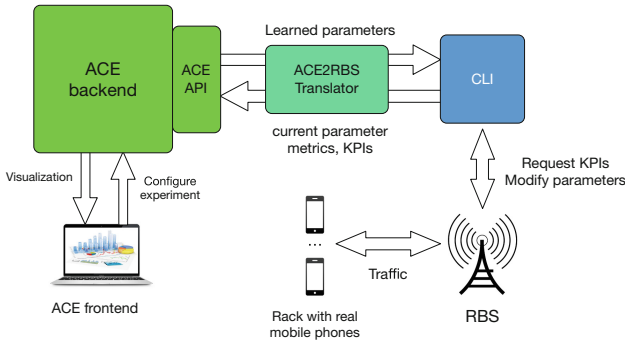 Learned parameters
ACE
backend
ACE
API
ACE2RBS
Translator
CLI
current parameter
metrics, KPIs
Visualization
Configure
experiment
Request KPIs
Modify parameters
...
Traffic
ACE frontend
Rack with real
mobile phones
RBS